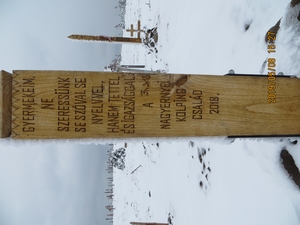 GYERMEKEIM,
NE
SZERESSÜNK
SE SZÓVAL, SE
NYELVVEL,
HANEM TETTEL
ÉS IGAZSÁGGAL
A
NAGYERNYEI
KOLPING
CSALÁD
2018.